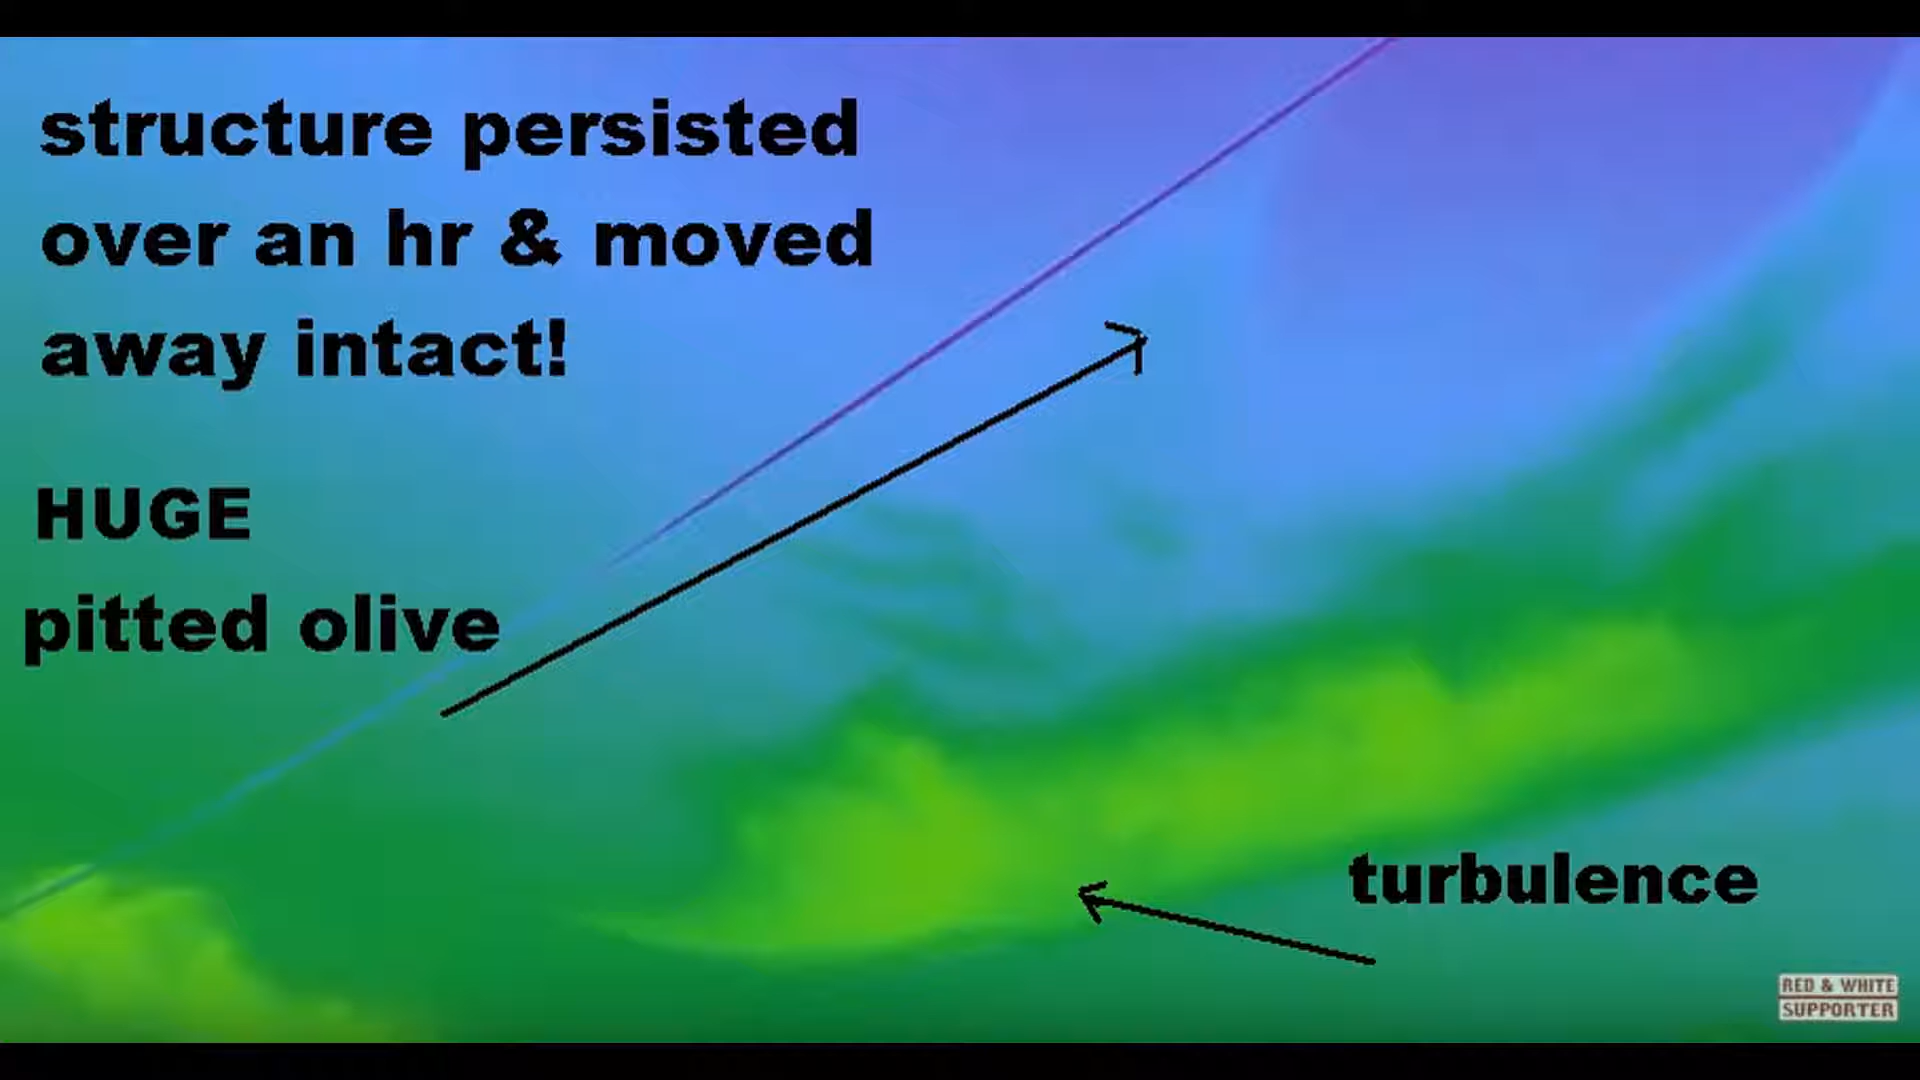 structure persisted
over an hr & moved
away intact!
HUGE
pitted olive
turbulence
RED & WHITE
SUPPORTER